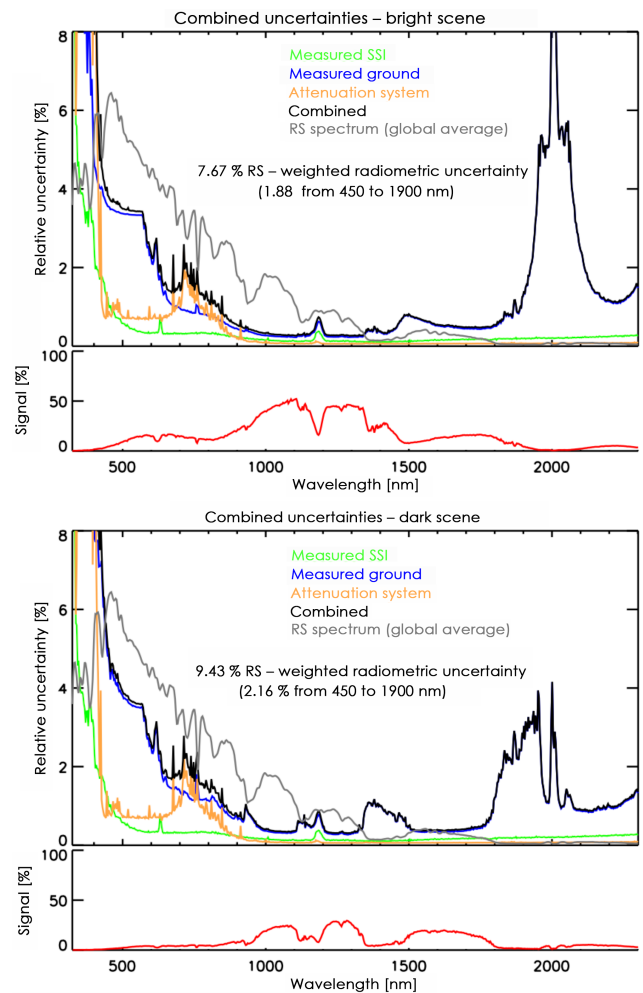 Combined uncertainties – bright scene
8
Measured SSI
Measured ground
Attenuation system
Combined
RS spectrum (global average)
6
7.67 % RS – weighted radiometric uncertainty
(1.88 from 450 to 1900 nm)
4
2
0
Relative uncertainty [%]
100
50
0
Signal [%]
500 1000 1500 2000
Wavelength [nm]
Combined uncertainties – dark scene
8
Measured SSI
Measured ground
Attenuation system
Combined
RS spectrum (global average)
6
9.43 % RS – weighted radiometric uncertainty
(2.16 % from 450 to 1900 nm)
4
2
0
Relative uncertainty [%]
100
50
0
Signal [%]
500 1000 1500 2000
Wavelength [nm]